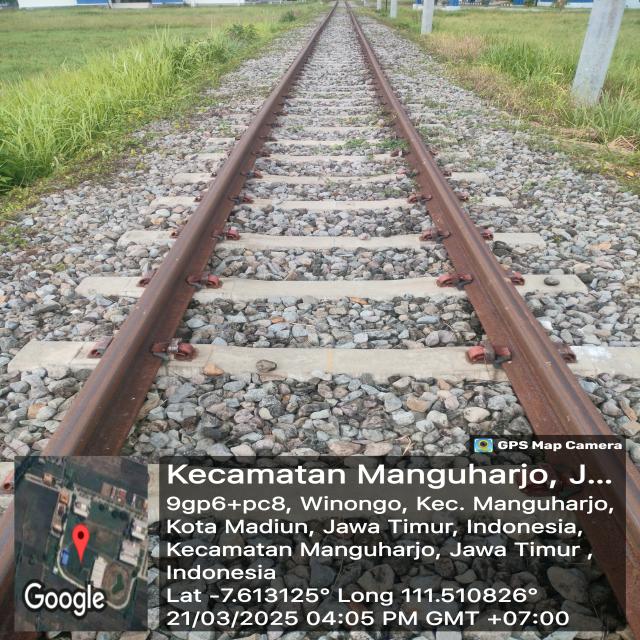 GPS Map Camera
Kecamatan Manguharjo, J...
9gp6+pc8, Winongo, Kec. Manguharjo,
Kota Madiun, Jawa Timur, Indonesia,
Kecamatan Manguharjo, Jawa Timur ,
Indonesia
Lat -7.613125° Long 111.510826°
21/03/2025 04:05 PM GMT +07:00
Google